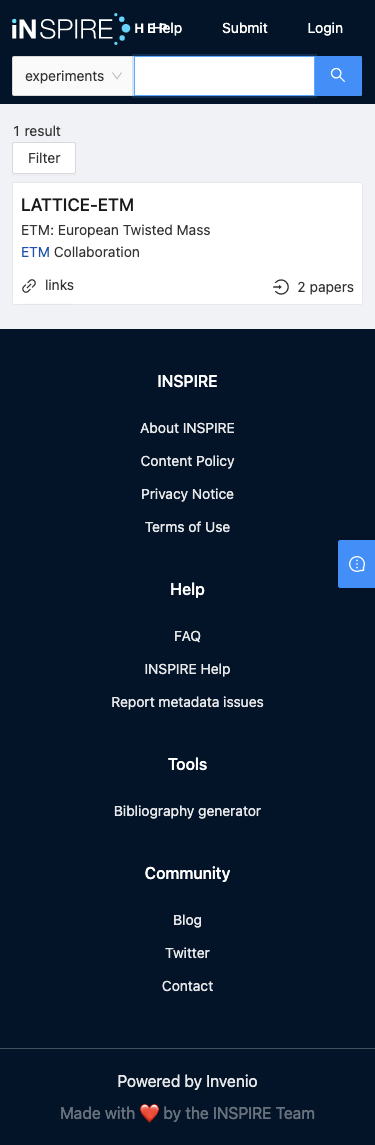 iNSPIRE HEP Help Submit Login
experiments
1 result
Filter
LATTICE-ETM
ETM: European Twisted Mass
ETM Collaboration
links 2 papers
INSPIRE
About INSPIRE
Content Policy
Privacy Notice
Terms of Use
Help
FAQ
INSPIRE Help
Report metadata issues
Tools
Bibliography generator
Community
Blog
Twitter
Contact
Powered by Invenio
Made with ❤️ by the INSPIRE Team